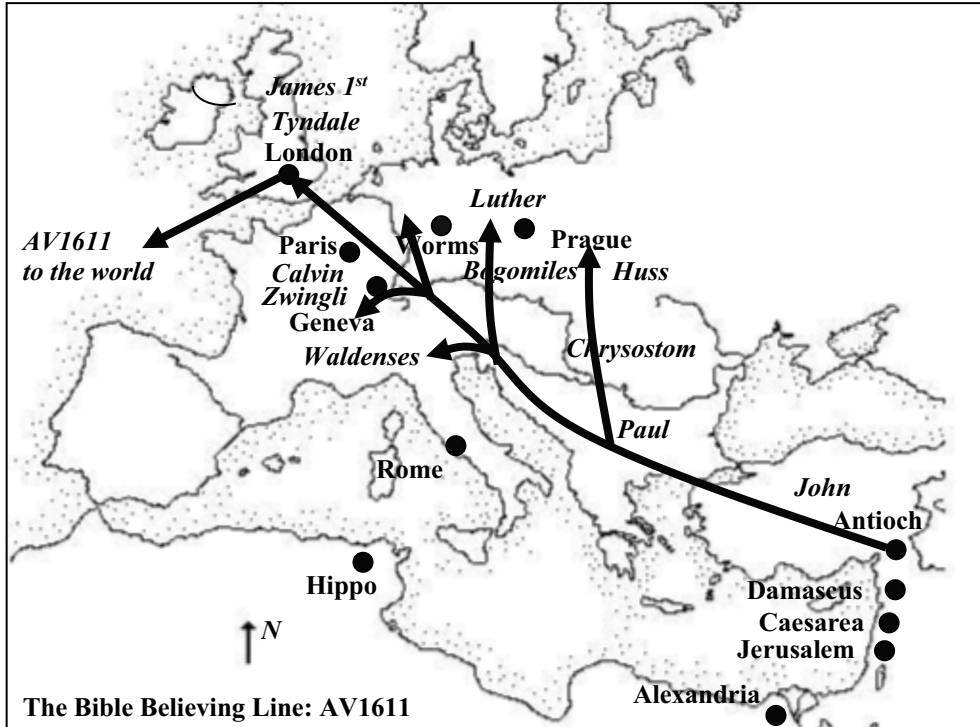 James 1st
Tyndale
London
Luther
AV1611
to the world
Paris
Worms
Prague
Calvin
Bogomiles
Huss
Zwingli
Geneva
Waldenses
Chrysostom
Paul
Rome
John
Antioch
Hippo
Damascus
Caesarea
N
Jerusalem
Alexandria
The Bible Believing Line: AV1611